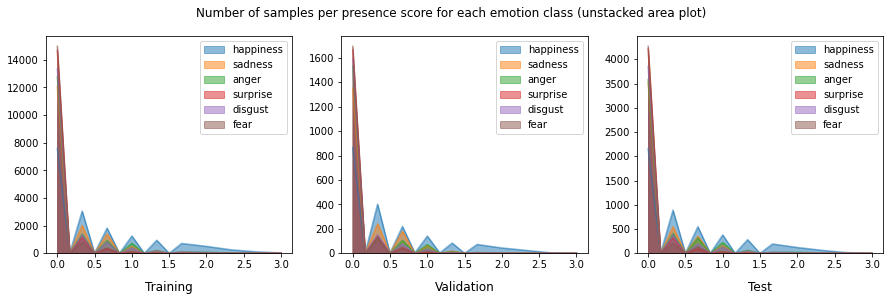 Number of samples per presence score for each emotion class (unstacked area plot)
14000
12000
10000
8000
6000
4000
2000
0
0.0 0.5 1.0 1.5 2.0 2.5 3.0
happiness
sadness
anger
surprise
disgust
fear
Training
1600
1400
1200
1000
800
600
400
200
0
0.0 0.5 1.0 1.5 2.0 2.5 3.0
happiness
sadness
anger
surprise
disgust
fear
Validation
4000
3500
3000
2500
2000
1500
1000
500
0
0.0 0.5 1.0 1.5 2.0 2.5 3.0
happiness
sadness
anger
surprise
disgust
fear
Test